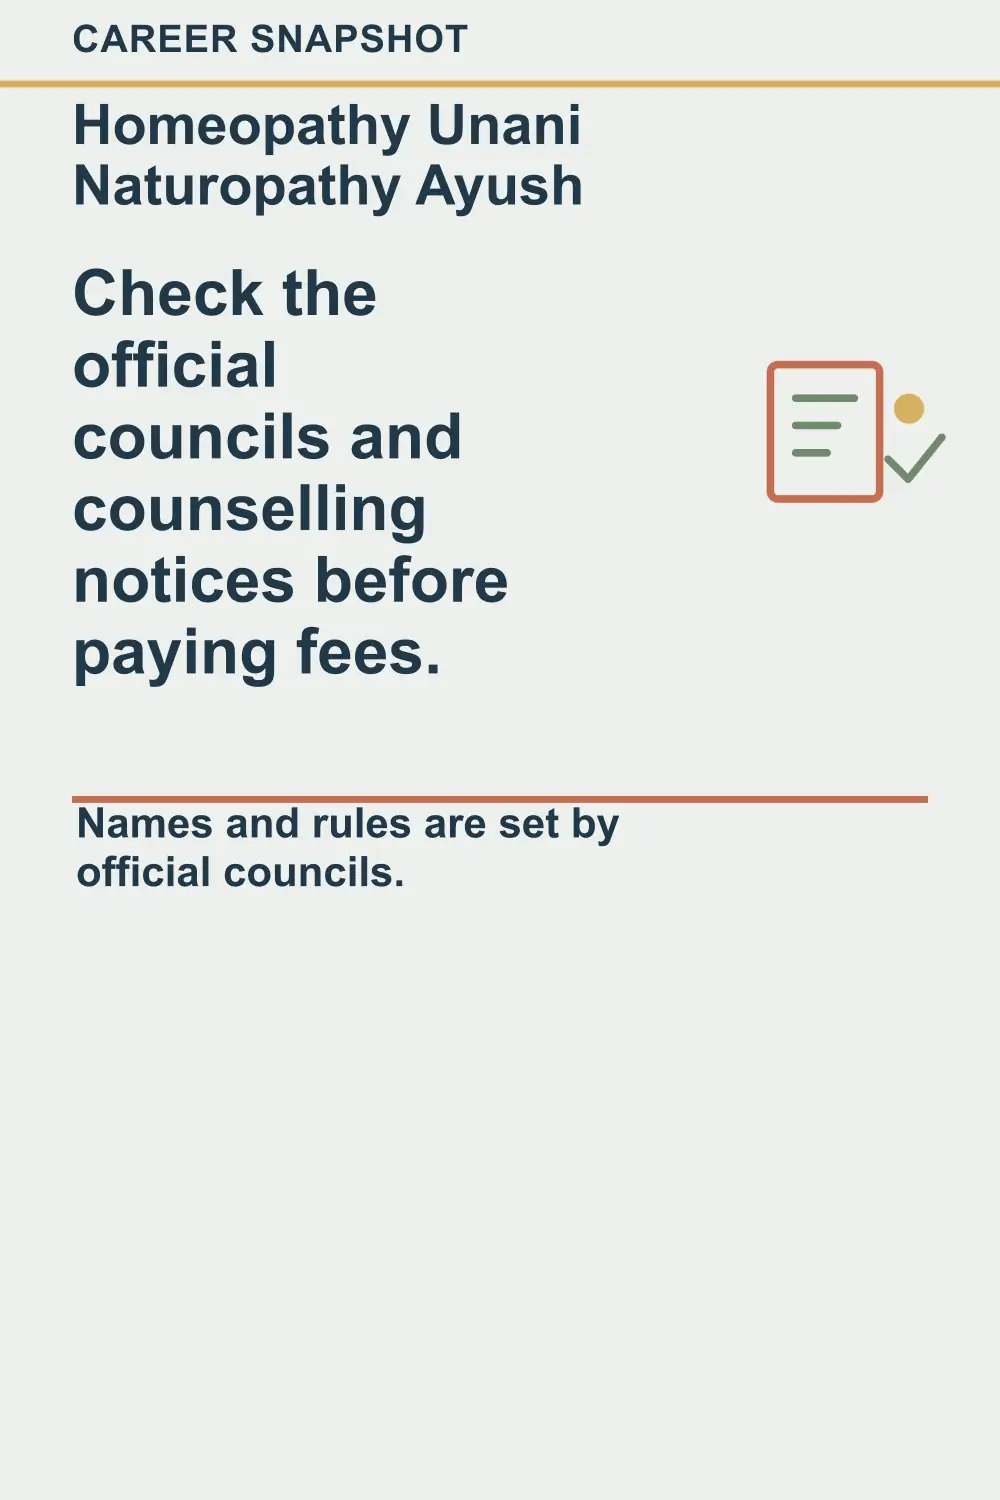 CAREER SNAPSHOT
Homeopathy Unani
Naturopathy Ayush
Check the
official
councils and
counselling
notices before
paying fees.
Names and rules are set by
official councils.